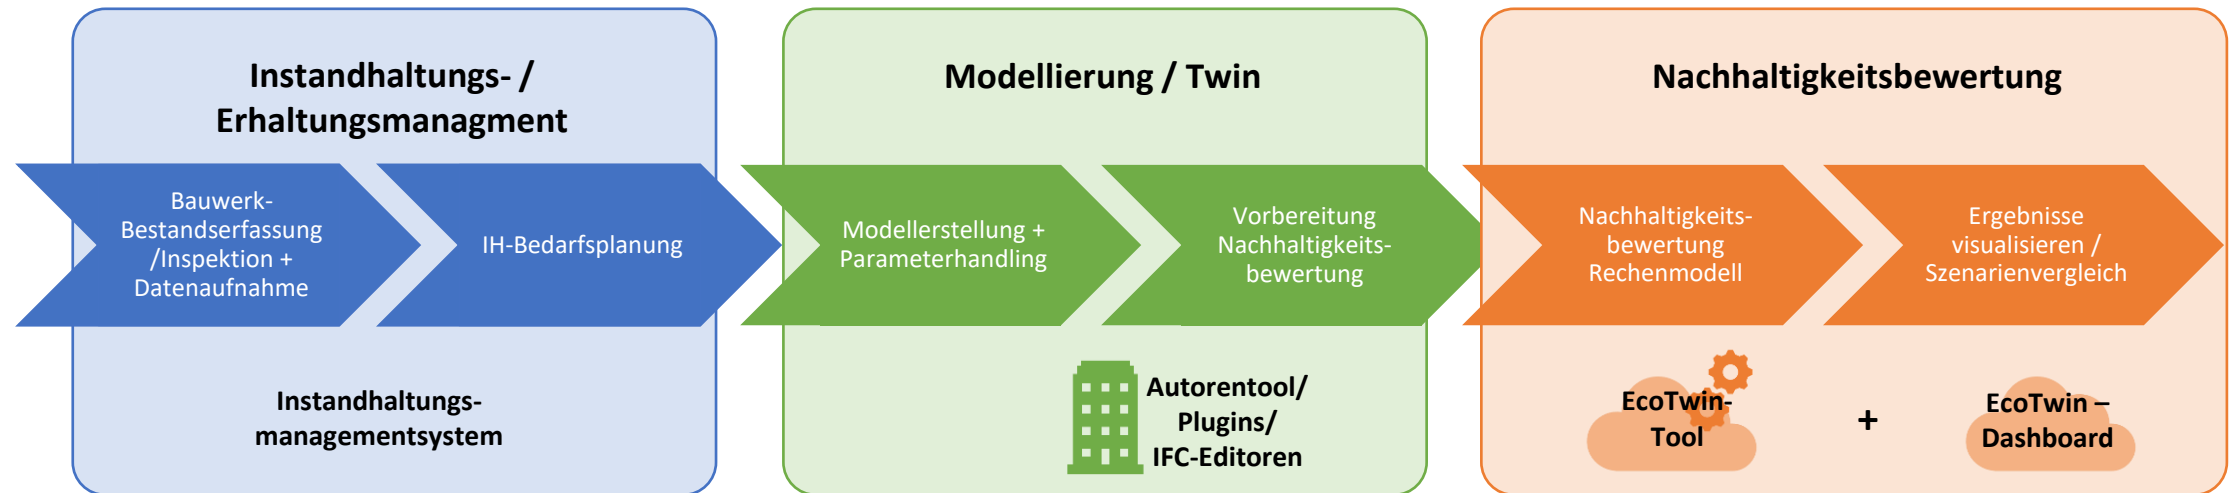 Instandhaltungs- /
Erhaltungsmanagment
Bauwerk-
Bestandserfassung
/Inspektion +
Datenaufnahme
IH-Bedarfsplanung
Instandhaltungs-
managementsystem
Modellierung / Twin
Modellerstellung +
Parameterhandling
Vorbereitung
Nachhaltigkeits-
bewertung
Autorentool/
Plugins/
IFC-Editoren
Nachhaltigkeitsbewertung
Nachhaltigkeits-
bewertung
Rechenmodell
Ergebnisse
visualisieren /
Szenarienvergleich
EcoTwin-
Tool
+
EcoTwin –
Dashboard